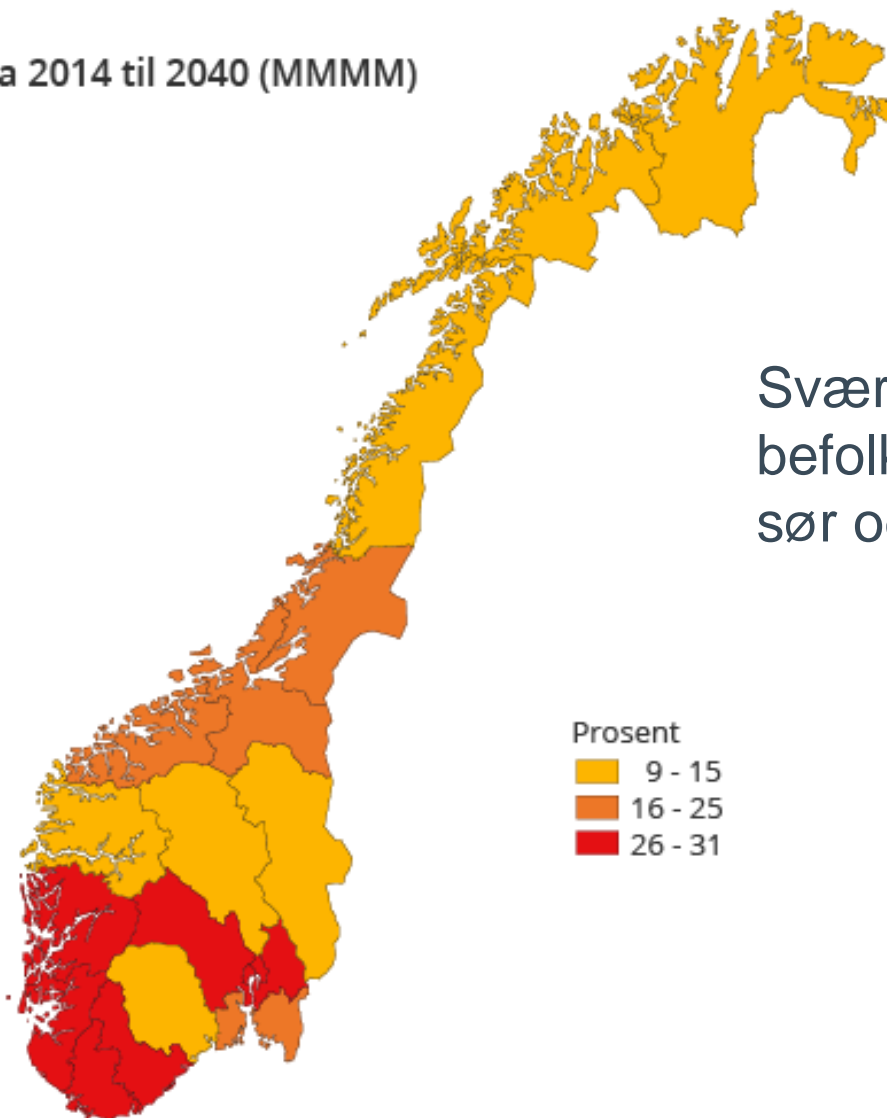 a 2014 til 2040 (MMMM)
Svær
befolk
sør o
Prosent
9 - 15
16 - 25
26 - 31